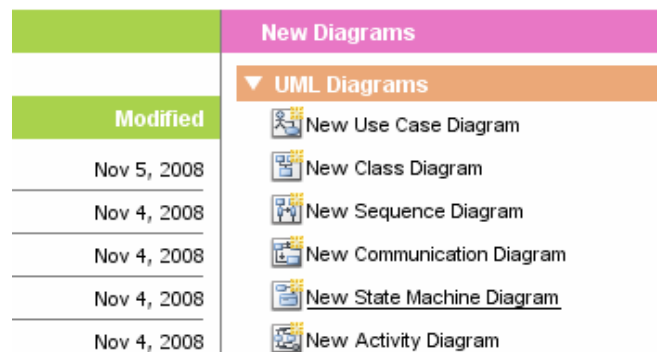 New Diagrams
UML Diagrams
Modified
New Use Case Diagram
Nov 5, 2008
New Class Diagram
Nov 4, 2008
New Sequence Diagram
Nov 4, 2008
New Communication Diagram
Nov 4, 2008
New State Machine Diagram
Nov 4, 2008
New Activity Diagram